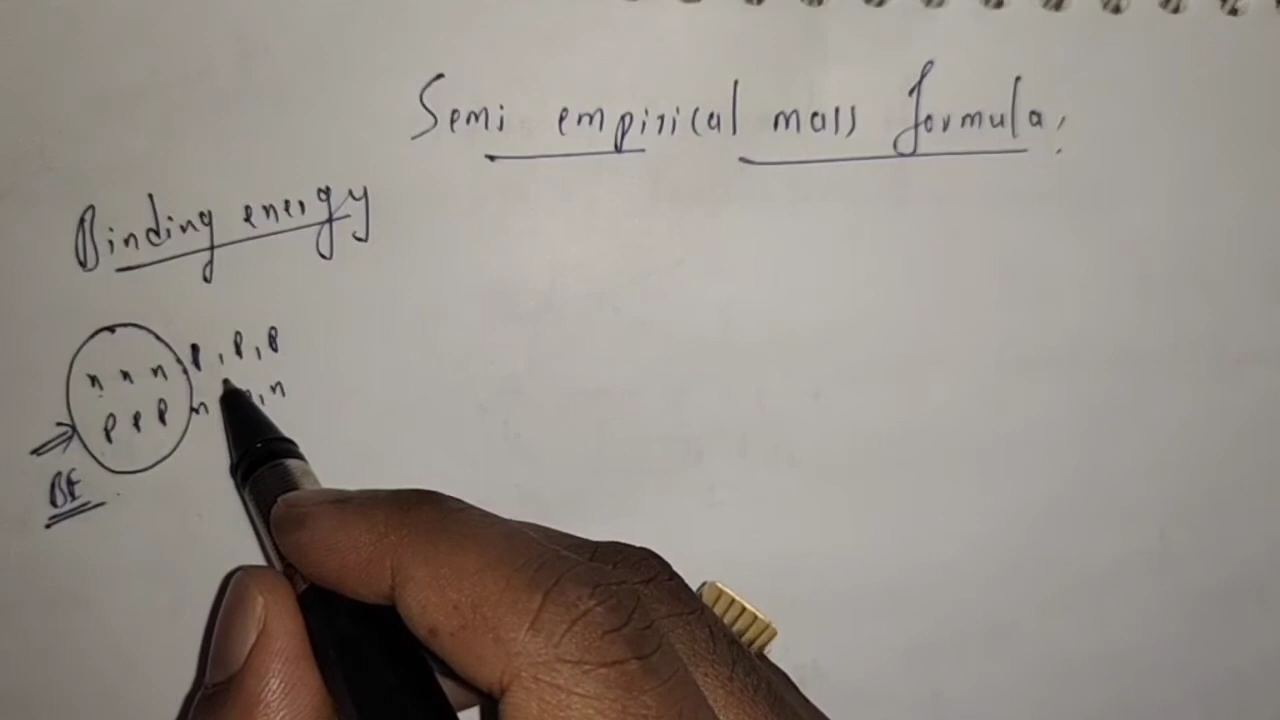 Semi empirical mass formula,
Binding energy
n n n P, P, P
P P P n n, n
BE